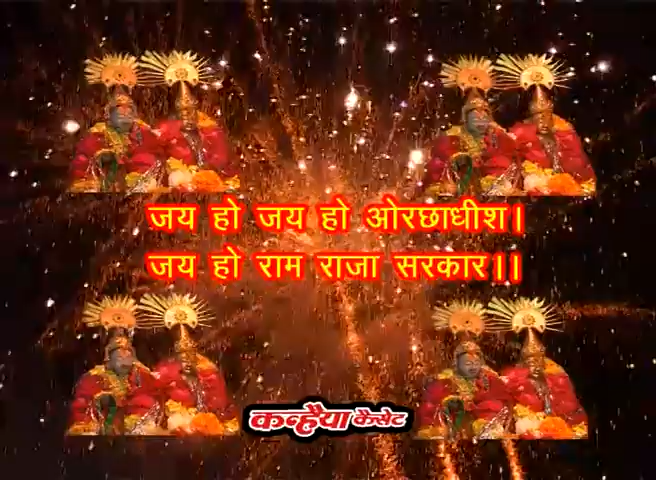 जय हो जय हो ओरछाधीश।
जय हो राम राजा सरकार।।
कन्हैया कैसेट